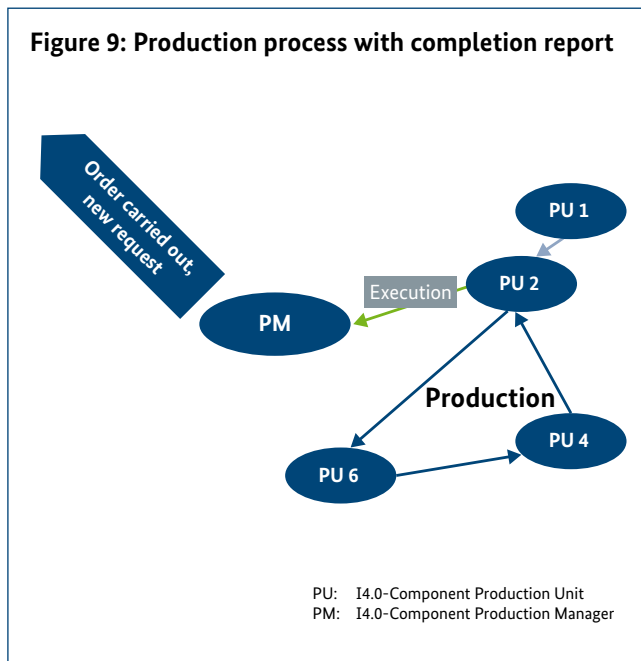 Figure 9: Production process with completion report
Order carried out,
new request
PU 1
PU 2
Execution
PM
Production
PU 4
PU 6
PU: I4.0-Component Production Unit
PM: I4.0-Component Production Manager